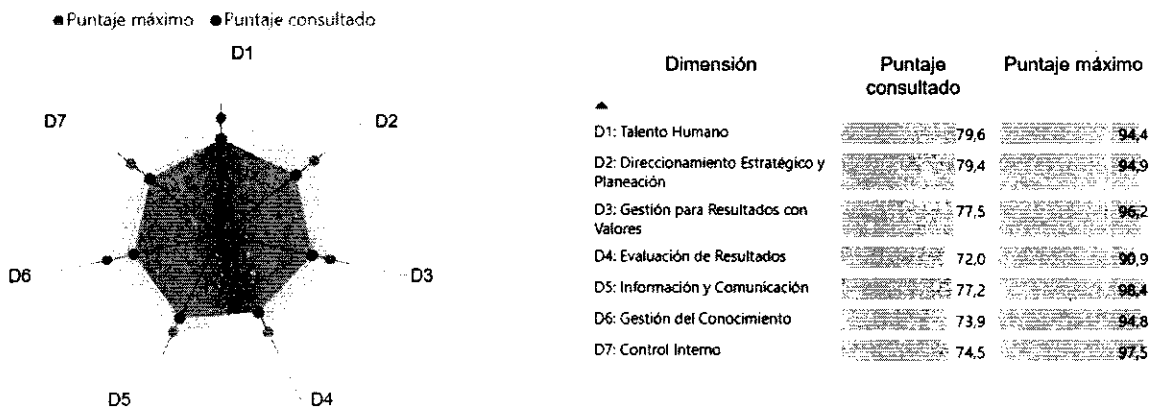 Puntaje máximo Puntaje consultado
D1
D7
D2
D6
D3
D5
D4
Dimensión Puntaje consultado Puntaje máximo
D1: Talento Humano 79,6 94,4
D2: Direccionamiento Estratégico y
Planeación 79,4 94,9
D3: Gestión para Resultados con
Valores 77,5 96,2
D4: Evaluación de Resultados 72,0 90,9
D5: Información y Comunicación 77,2 98,4
D6: Gestión del Conocimiento 73,9 94,8
D7: Control Interno 74,5 97,5